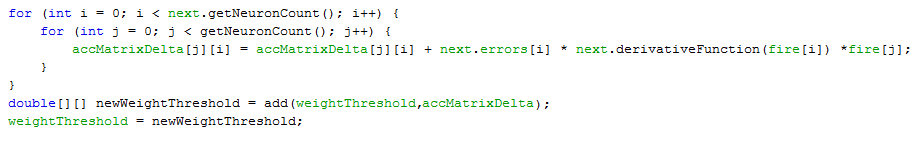 for (int i = 0; i < next.getNeuronCount(); i++) {
    for (int j = 0; j < getNeuronCount(); j++) {
        accMatrixDelta[j][i] = accMatrixDelta[j][i] + next.errors[i] * next.derivativeFunction(fire[i]) *fire[j];
    }
}
double[][] newWeightThreshold = add(weightThreshold,accMatrixDelta);
weightThreshold = newWeightThreshold;